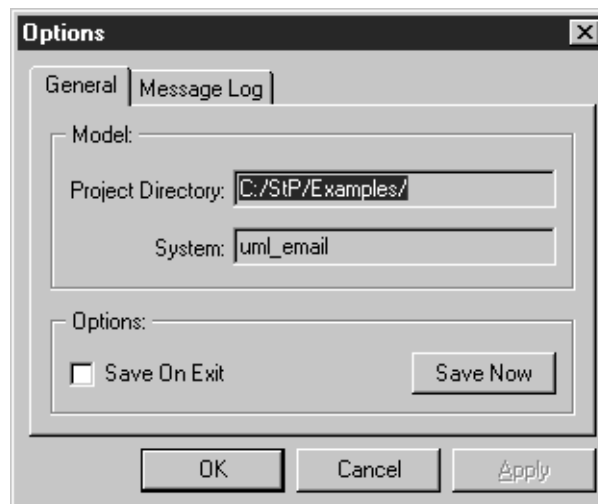 Options
General Message Log
Model:
Project Directory: C:/StP/Examples/
System: uml_email
Options:
Save On Exit Save Now
OK Cancel Apply